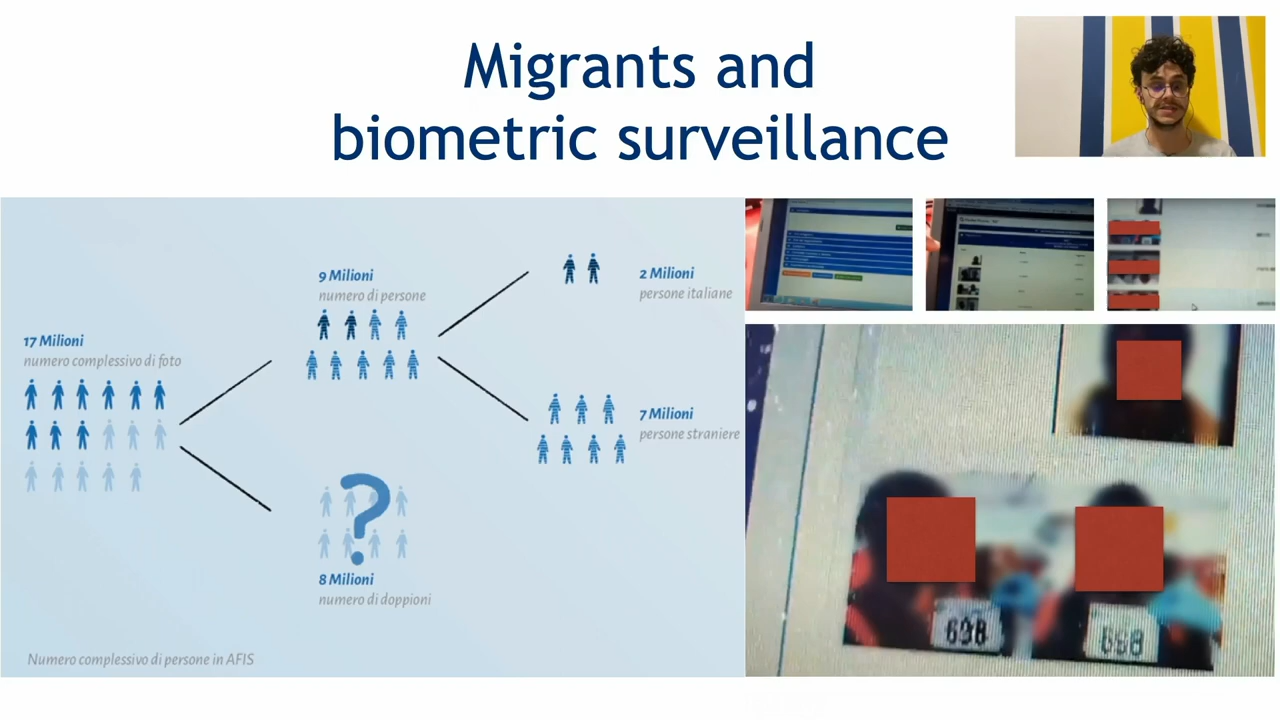 Migrants and
biometric surveillance
17 Milioni
numero complessivo di foto
9 Milioni
numero di persone
2 Milioni
persone italiane
7 Milioni
persone straniere
?
8 Milioni
numero di doppioni
Numero complessivo di persone in AFIS
698
698